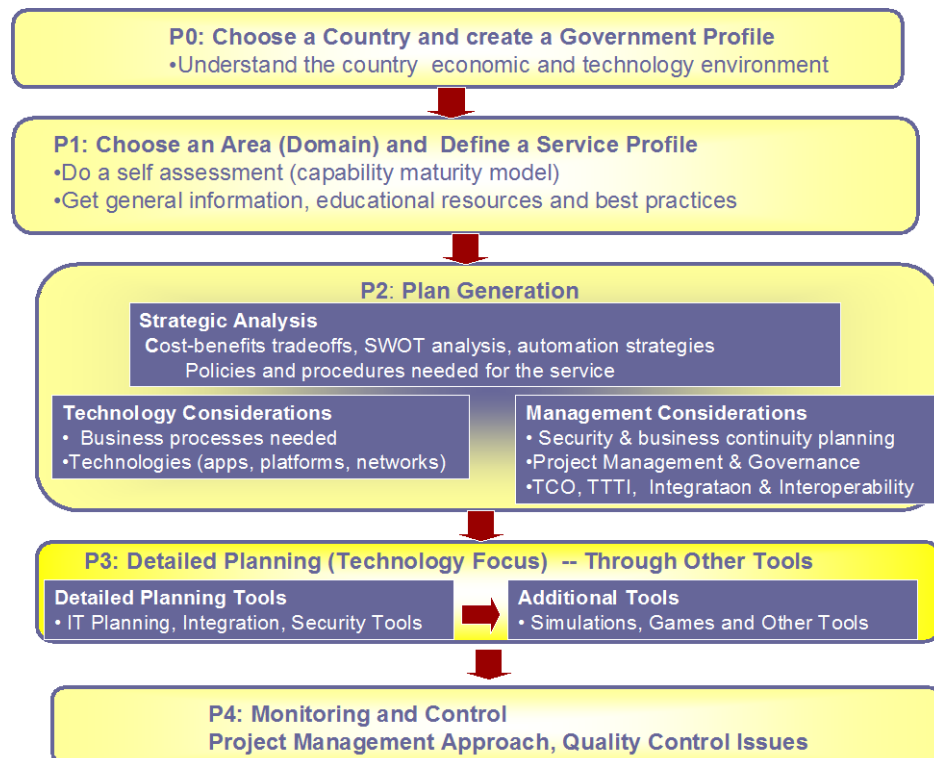 P0: Choose a Country and create a Government Profile
•Understand the country economic and technology environment
P1: Choose an Area (Domain) and Define a Service Profile
•Do a self assessment (capability maturity model)
•Get general information, educational resources and best practices
P2: Plan Generation
Strategic Analysis
Cost-benefits tradeoffs, SWOT analysis, automation strategies
Policies and procedures needed for the service
Technology Considerations
• Business processes needed
•Technologies (apps, platforms, networks)
Management Considerations
• Security & business continuity planning
•Project Management & Governance
•TCO, TTTI, Integrataon & Interoperability
P3: Detailed Planning (Technology Focus) -- Through Other Tools
Detailed Planning Tools
• IT Planning, Integration, Security Tools
Additional Tools
• Simulations, Games and Other Tools
P4: Monitoring and Control
Project Management Approach, Quality Control Issues